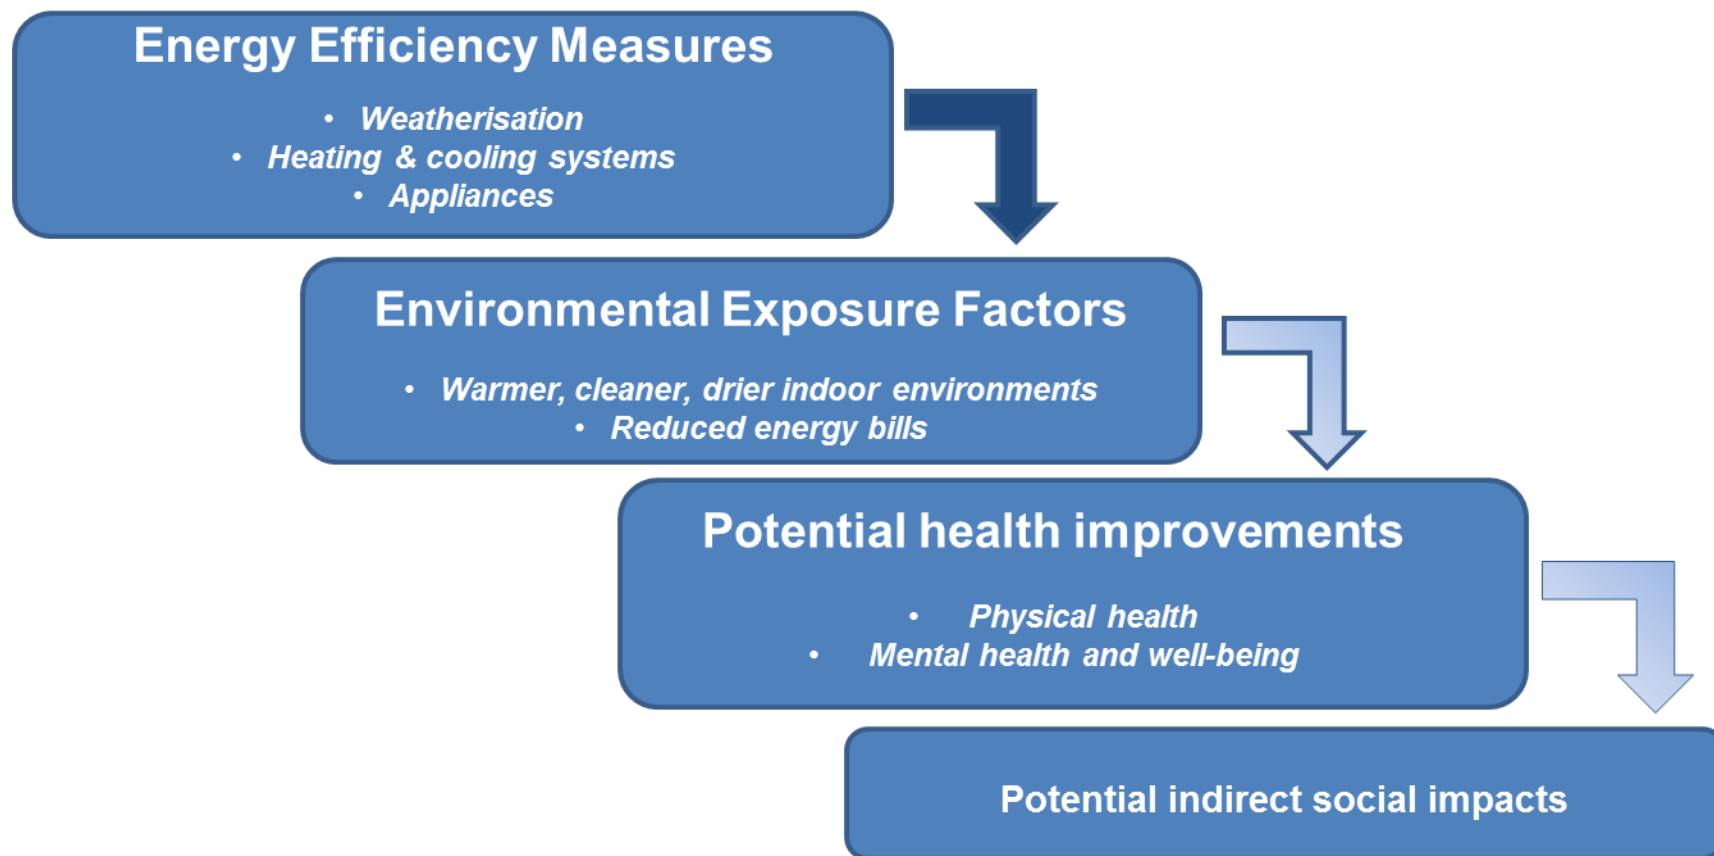 Energy Efficiency Measures
• Weatherisation
• Heating & cooling systems
• Appliances
Environmental Exposure Factors
• Warmer, cleaner, drier indoor environments
• Reduced energy bills
Potential health improvements
• Physical health
• Mental health and well-being
Potential indirect social impacts